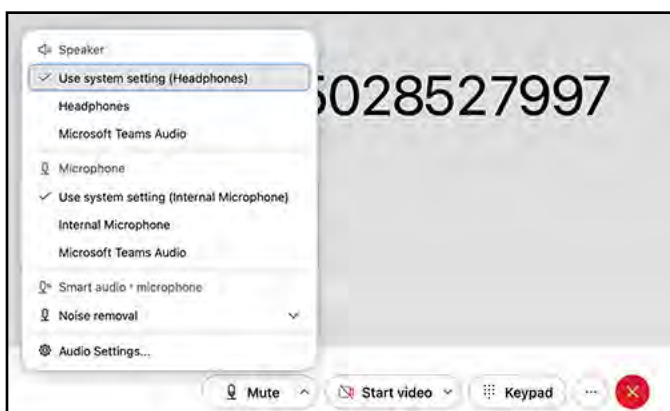 Speaker
Use system setting (Headphones)
Headphones
Microsoft Teams Audio
Microphone
Use system setting (Internal Microphone)
Internal Microphone
Microsoft Teams Audio
Smart audio • microphone
Noise removal
Audio Settings...
5028527997
Mute
Start video
Keypad